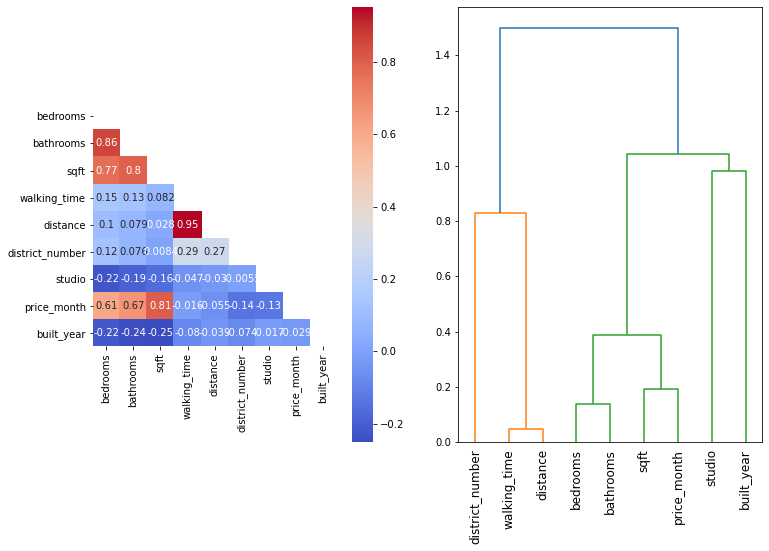 bedrooms
bathrooms 0.86
sqft 0.77 0.8
walking_time 0.15 0.13 0.082
distance 0.1 0.079 0.028 0.95
district_number 0.12 0.076 0.29 0.27
studio -0.22 -0.19 -0.16 -0.047 -0.03
price_month 0.61 0.67 0.81 -0.016 -0.055 -0.14 -0.13
built_year -0.22 -0.24 -0.25 -0.08 -0.039 -0.074 -0.017 -0.029
bedrooms bathrooms sqft walking_time distance district_number studio price_month built_year
0.8
0.6
0.4
0.2
0.0
−0.2
1.4
1.2
1.0
0.8
0.6
0.4
0.2
0.0
district_number walking_time distance bedrooms bathrooms sqft price_month studio built_year